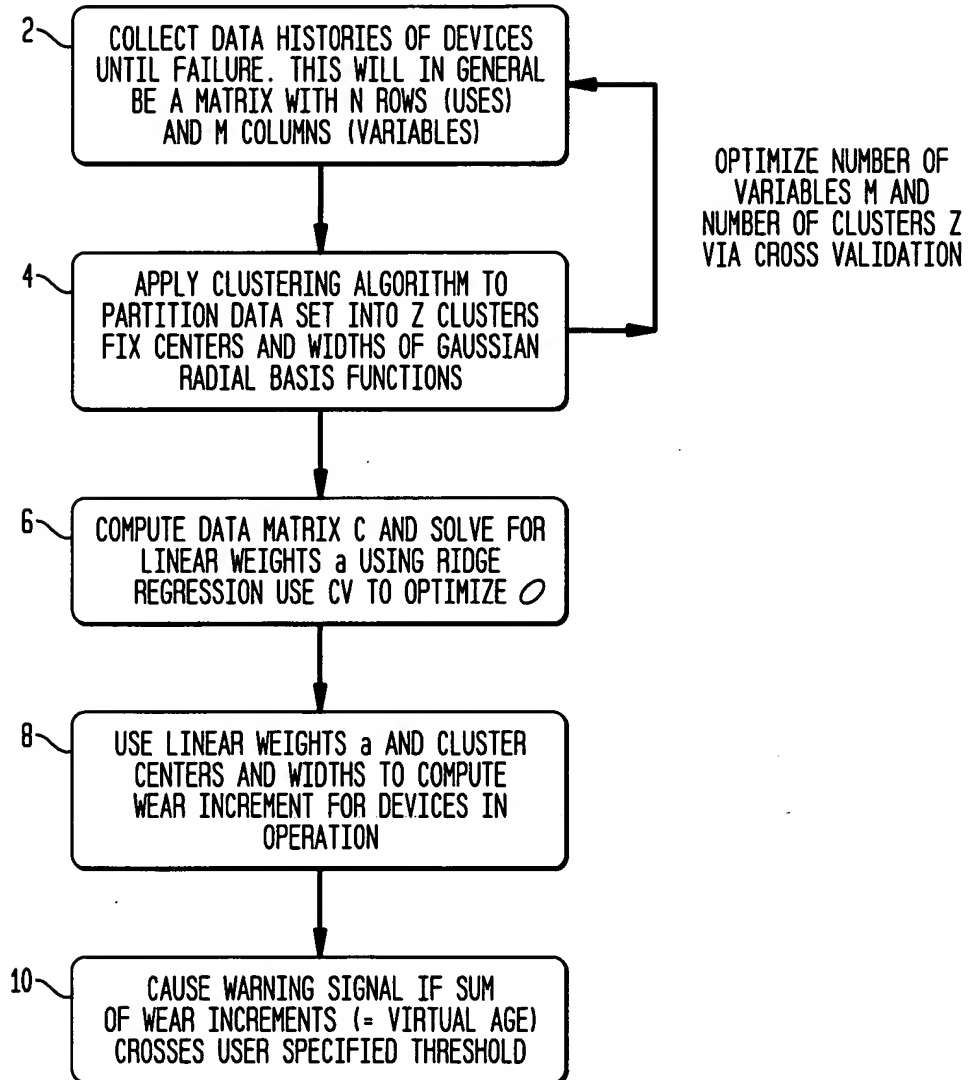 2
COLLECT DATA HISTORIES OF DEVICES
UNTIL FAILURE. THIS WILL IN GENERAL
BE A MATRIX WITH N ROWS (USES)
AND M COLUMNS (VARIABLES)
OPTIMIZE NUMBER OF
VARIABLES M AND
NUMBER OF CLUSTERS Z
VIA CROSS VALIDATION
4
APPLY CLUSTERING ALGORITHM TO
PARTITION DATA SET INTO Z CLUSTERS
FIX CENTERS AND WIDTHS OF GAUSSIAN
RADIAL BASIS FUNCTIONS
6
COMPUTE DATA MATRIX C AND SOLVE FOR
LINEAR WEIGHTS a USING RIDGE
REGRESSION USE CV TO OPTIMIZE
8
USE LINEAR WEIGHTS a AND CLUSTER
CENTERS AND WIDTHS TO COMPUTE
WEAR INCREMENT FOR DEVICES IN
OPERATION
10
CAUSE WARNING SIGNAL IF SUM
OF WEAR INCREMENTS (= VIRTUAL AGE)
CROSSES USER SPECIFIED THRESHOLD